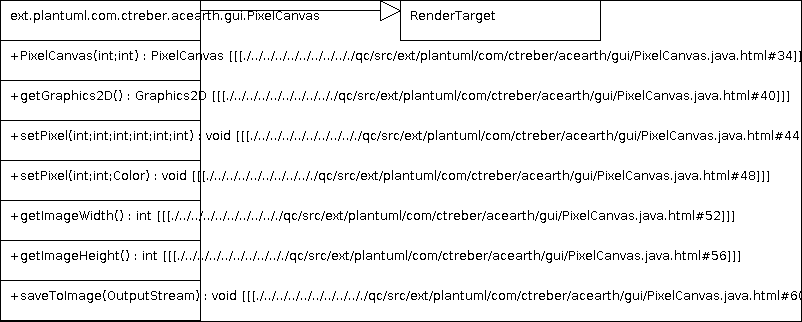 ext.plantuml.com.ctreber.acearth.gui.PixelCanvas
RenderTarget
+PixelCanvas(int;int) : PixelCanvas [[[./../../../../../../../../../qc/src/ext/plantuml/com/ctreber/acearth/gui/PixelCanvas.java.html#34]]
+getGraphics2D() : Graphics2D [[[./../../../../../../../../../qc/src/ext/plantuml/com/ctreber/acearth/gui/PixelCanvas.java.html#40]]]
+setPixel(int;int;int;int;int;int) : void [[[./../../../../../../../../../qc/src/ext/plantuml/com/ctreber/acearth/gui/PixelCanvas.java.html#44
+setPixel(int;int;Color) : void [[[./../../../../../../../../../qc/src/ext/plantuml/com/ctreber/acearth/gui/PixelCanvas.java.html#48]]]
+getImageWidth() : int [[[./../../../../../../../../../qc/src/ext/plantuml/com/ctreber/acearth/gui/PixelCanvas.java.html#52]]]
+getImageHeight() : int [[[./../../../../../../../../../qc/src/ext/plantuml/com/ctreber/acearth/gui/PixelCanvas.java.html#56]]]
+saveToImage(OutputStream) : void [[[./../../../../../../../../../qc/src/ext/plantuml/com/ctreber/acearth/gui/PixelCanvas.java.html#60